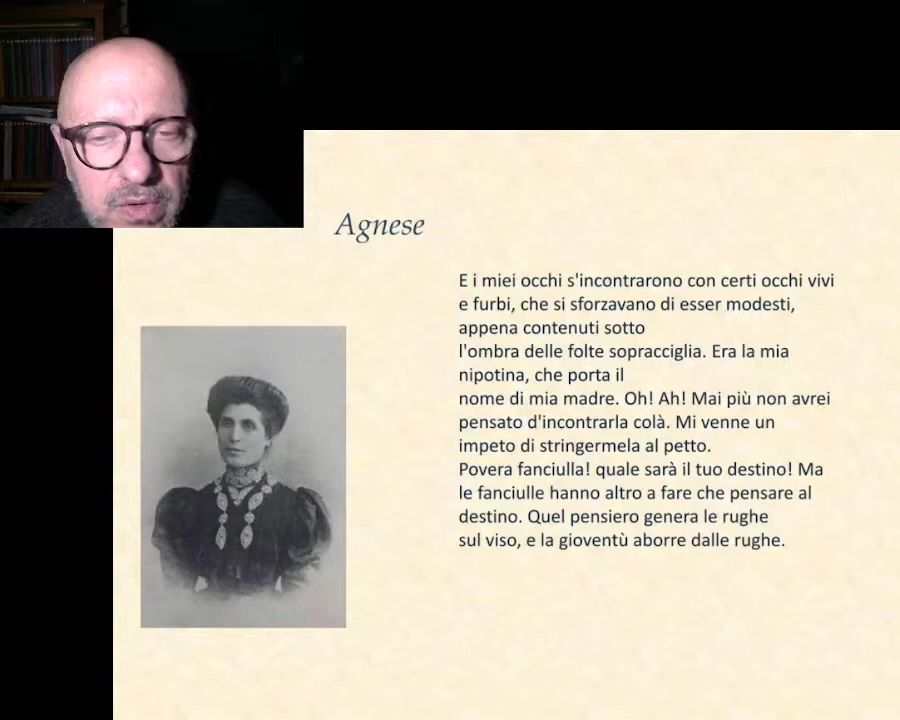 Agnese
E i miei occhi s'incontrarono con certi occhi vivi
e furbi, che si sforzavano di esser modesti,
appena contenuti sotto
l'ombra delle folte sopracciglia. Era la mia
nipotina, che porta il
nome di mia madre. Oh! Ah! Mai più non avrei
pensato d'incontrarla colà. Mi venne un
impeto di stringermela al petto.
Povera fanciulla! quale sarà il tuo destino! Ma
le fanciulle hanno altro a fare che pensare al
destino. Quel pensiero genera le rughe
sul viso, e la gioventù aborre dalle rughe.